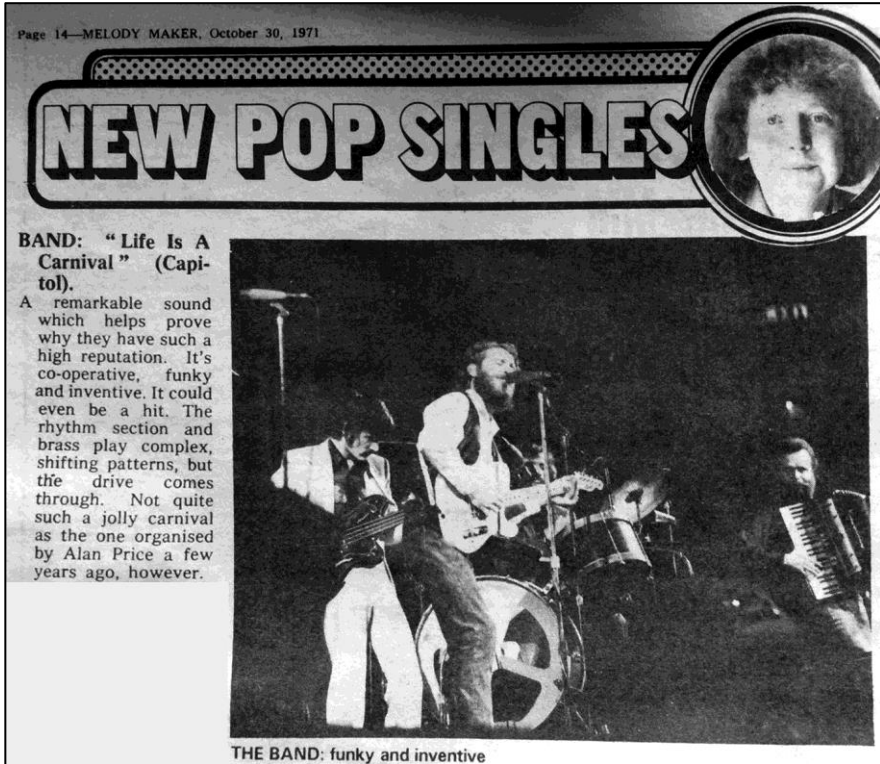 Page 14—MELODY MAKER, October 30, 1971
NEW POP SINGLES
BAND: “Life Is A
Carnival” (Capi-
tol).
A remarkable sound
which helps prove
why they have such a
high reputation. It’s
co-operative, funky
and inventive. It could
even be a hit. The
rhythm section and
brass play complex,
shifting patterns, but
the drive comes
through. Not quite
such a jolly carnival
as the one organised
by Alan Price a few
years ago, however.
THE BAND: funky and inventive